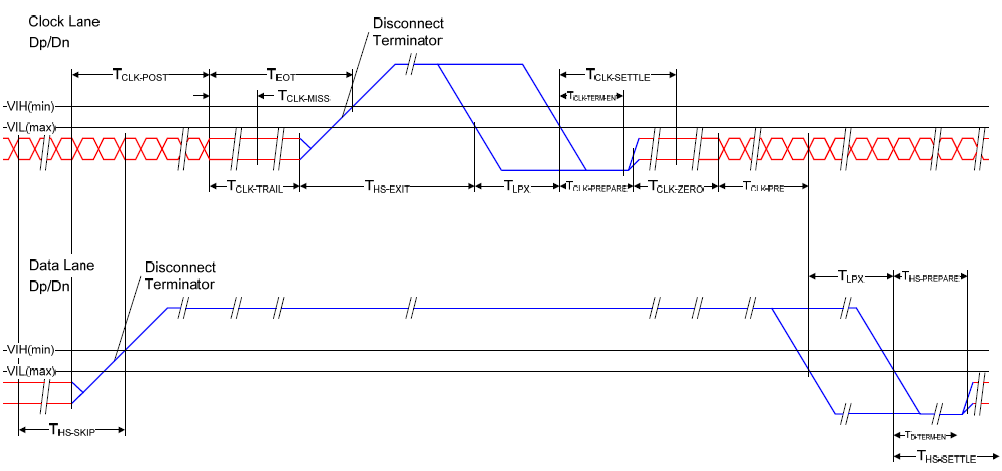 Clock Lane
Dp/Dn
Disconnect
Terminator
TCLK-POST
TEOT
TCLK-SETTLE
TCLK-MISS
TCLK-TERM-EN
VIH(min)
VIL(max)
TCLK-TRAIL
THS-EXIT
TLPX
TCLK-PREPARE
TCLK-ZERO
TCLK-PRE
Data Lane
Dp/Dn
Disconnect
Terminator
TLPX
THS-PREPARE
VIH(min)
VIL(max)
THS-SKIP
TD-TERM-EN
THS-SETTLE